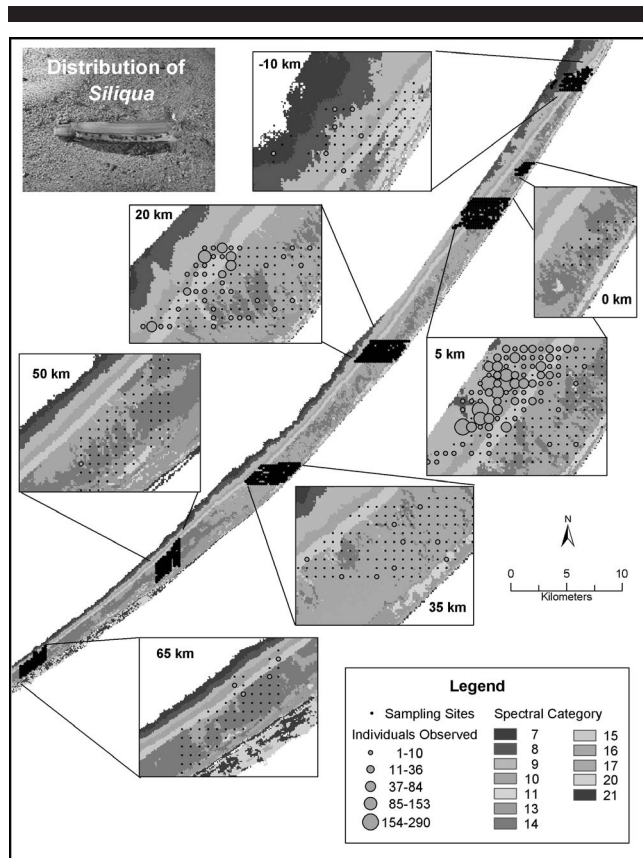 Distribution of
Siliqua
-10 km
20 km
0 km
50 km
5 km
N
0 5 10
Kilometers
35 km
65 km
Legend
Sampling Sites
Individuals Observed
1-10
11-36
37-84
85-153
154-290
Spectral Category
7
8
9
10
11
13
14
15
16
17
20
21